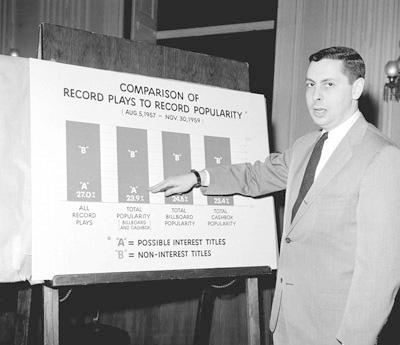 COMPARISON OF
RECORD PLAYS TO RECORD POPULARITY *
( AUG. 5, 1957 - NOV. 30, 1959 )
"B" "B" "B" "B"
"A" "A" "A" "A"
27.0% 23.9% 24.5% 25.4%
ALL RECORD PLAYS
TOTAL POPULARITY (BILLBOARD AND CASHBOX)
TOTAL BILLBOARD POPULARITY
TOTAL CASHBOX POPULARITY
* "A" = POSSIBLE INTEREST TITLES
"B" = NON-INTEREST TITLES